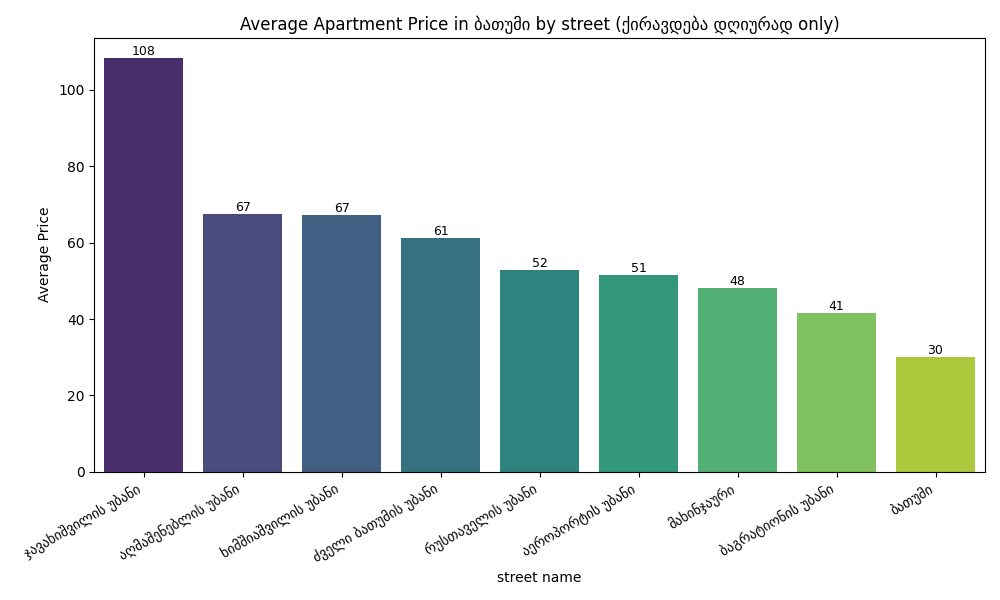 Average Apartment Price in ბათუმი by street (ქირავდება დღიურად only)
Average Price
100
80
60
40
20
0
108
67
67
61
52
51
48
41
30
ჯავახიშვილის უბანი
აღმაშენებლის უბანი
ხიმშიაშვილის უბანი
ძველი ბათუმის უბანი
რუსთაველის უბანი
აეროპორტის უბანი
მახინჯაური
ბაგრატიონის უბანი
ბათუმი
street name